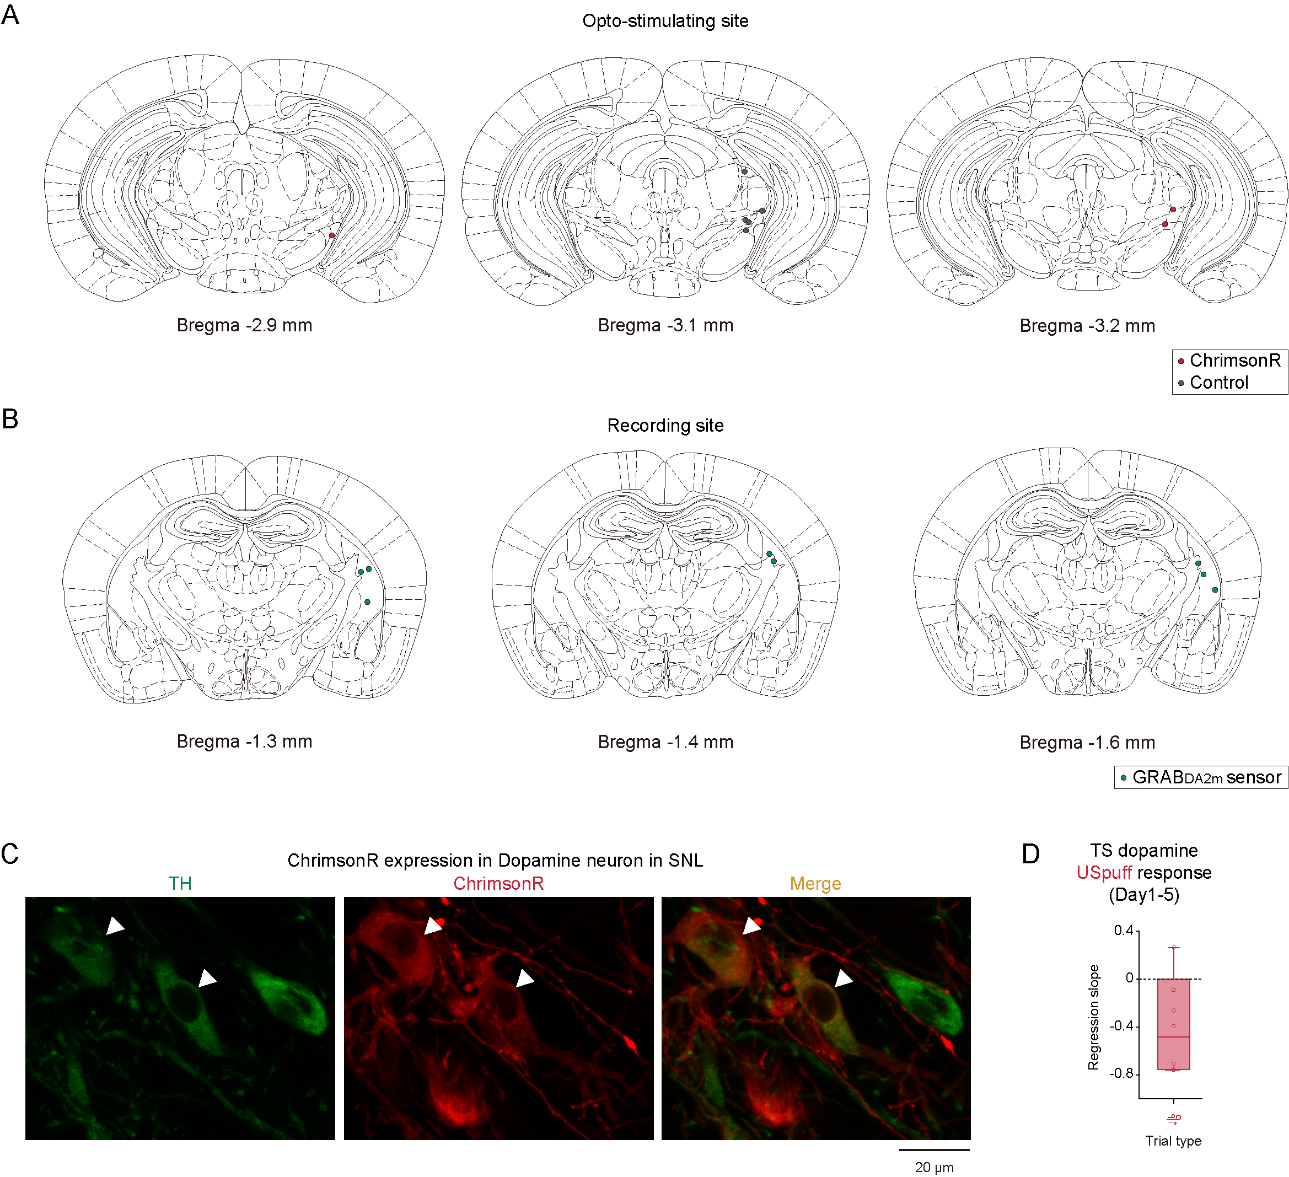 A
Opto-stimulating site
Bregma -2.9 mm
Bregma -3.1 mm
Bregma -3.2 mm
ChrimsonR
Control
B
Recording site
Bregma -1.3 mm
Bregma -1.4 mm
Bregma -1.6 mm
GRABDA2m sensor
C
ChrimsonR expression in Dopamine neuron in SNL
TH
ChrimsonR
Merge
20 µm
D
TS dopamine
USpuff response
(Day1-5)
0.4
0
-0.4
-0.8
Regression slope
Trial type